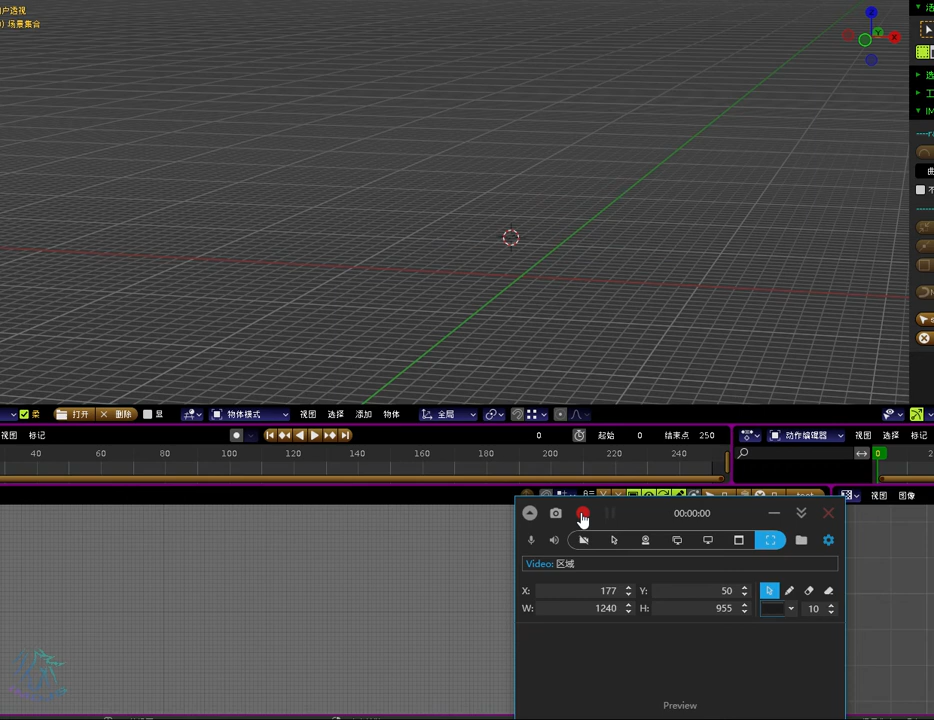 户透视
场景集合
Z
Y
X
染 打开 删除 显 物体模式 视图 选择 添加 物体 全局
视图 标记 0 起始 0 结束点 250 动作编辑器 视图 选择 标记
40 60 80 100 120 140 160 180 200 220 240 0
视图 图像
00:00:00
Video: 区域
X: 177 Y: 50
W: 1240 H: 955 10
Preview